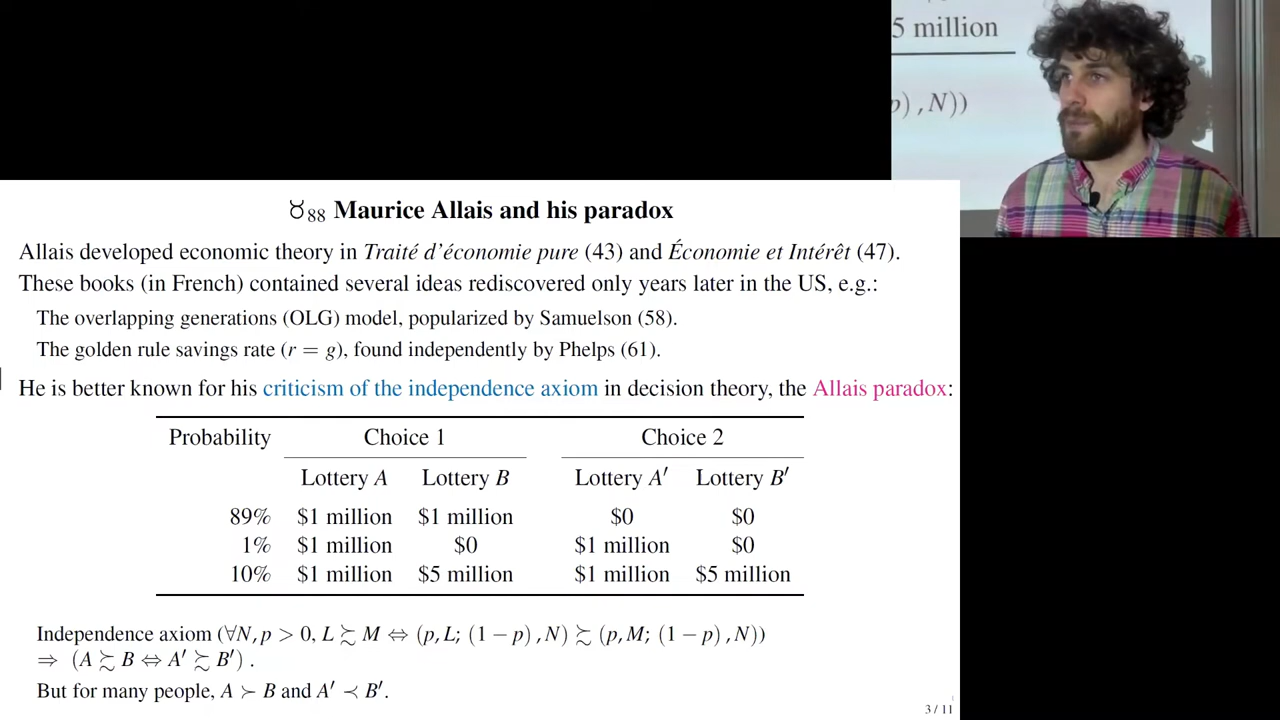 5 million
p) , N))
♉88 Maurice Allais and his paradox
Allais developed economic theory in Traité d'économie pure (43) and Économie et Intérêt (47).
These books (in French) contained several ideas rediscovered only years later in the US, e.g.:
The overlapping generations (OLG) model, popularized by Samuelson (58).
The golden rule savings rate (r = g), found independently by Phelps (61).
He is better known for his criticism of the independence axiom in decision theory, the Allais paradox:
Probability Choice 1 Choice 2
Lottery A Lottery B Lottery A′ Lottery B′
89% $1 million $1 million $0 $0
1% $1 million $0 $1 million $0
10% $1 million $5 million $1 million $5 million
Independence axiom (∀N, p > 0, L ≿ M ⇔ (p, L; (1 − p) , N) ≿ (p, M; (1 − p) , N))
⇒ (A ≿ B ⇔ A′ ≿ B′) .
But for many people, A ≻ B and A′ ≺ B′.
3 / 11